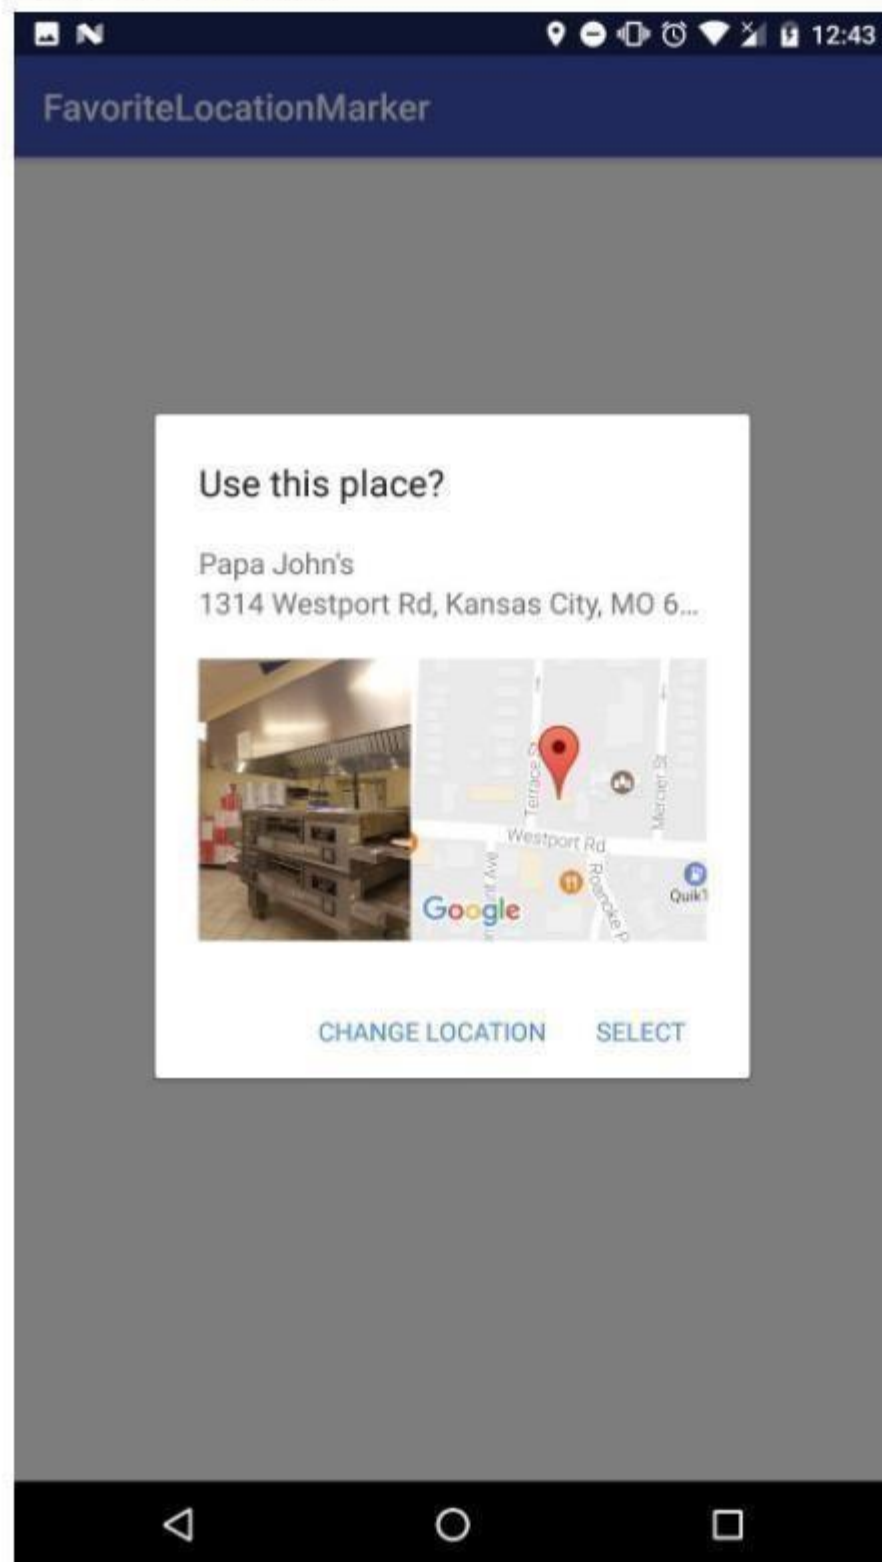 12:43
FavoriteLocationMarker
Use this place?
Papa John's
1314 Westport Rd, Kansas City, MO 6...
Terrace St
Mercier St
Westport Rd
Roanoke P
Quik
Google
CHANGE LOCATION SELECT